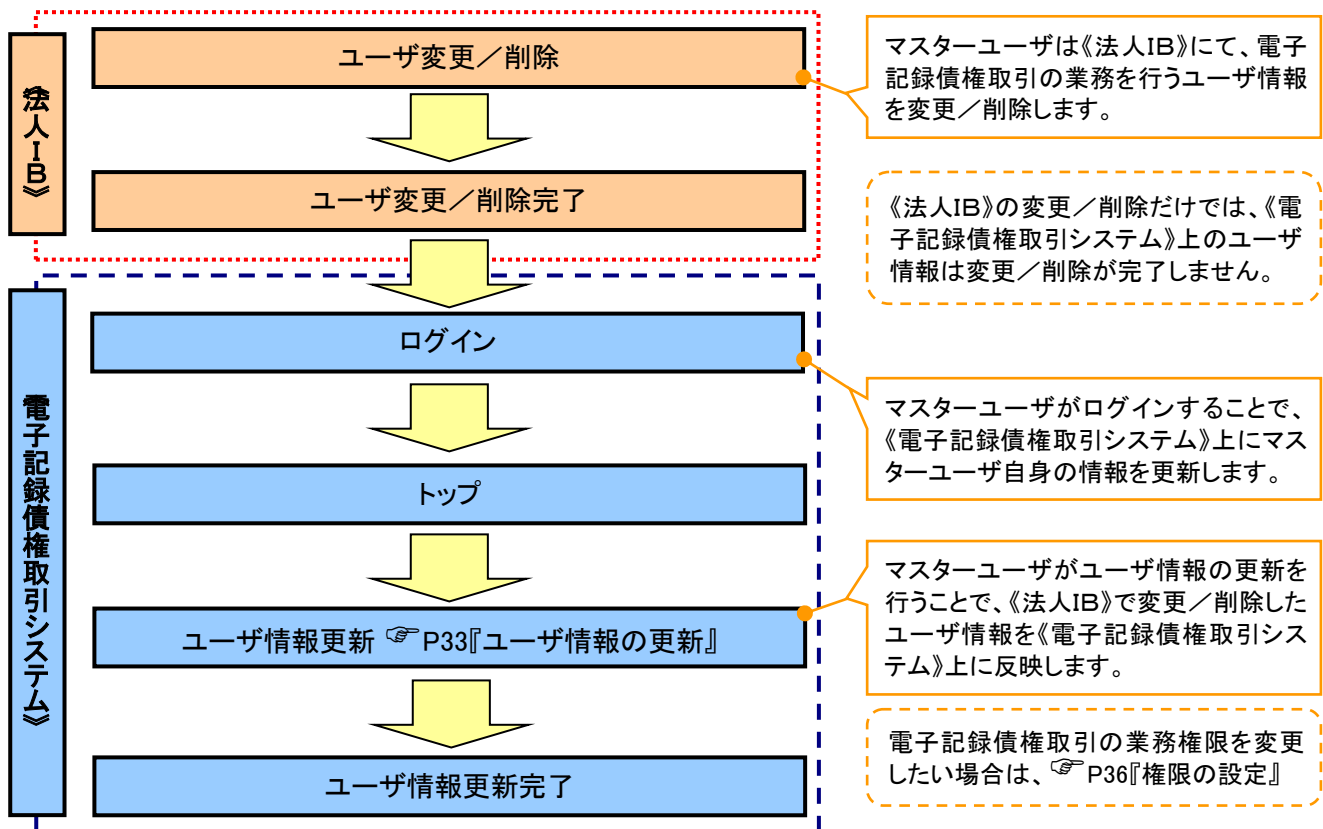 《法人IB》
ユーザ変更／削除
マスターユーザは《法人IB》にて、電子
記録債権取引の業務を行うユーザ情報
を変更／削除します。
ユーザ変更／削除完了
《法人IB》の変更／削除だけでは、《電
子記録債権取引システム》上のユーザ
情報は変更／削除が完了しません。
《電子記録債権取引システム》
ログイン
マスターユーザがログインすることで、
《電子記録債権取引システム》上にマス
ターユーザ自身の情報を更新します。
トップ
ユーザ情報更新 ☞P33『ユーザ情報の更新』
マスターユーザがユーザ情報の更新を
行うことで、《法人IB》で変更／削除した
ユーザ情報を《電子記録債権取引シス
テム》上に反映します。
ユーザ情報更新完了
電子記録債権取引の業務権限を変更
したい場合は、☞P36『権限の設定』